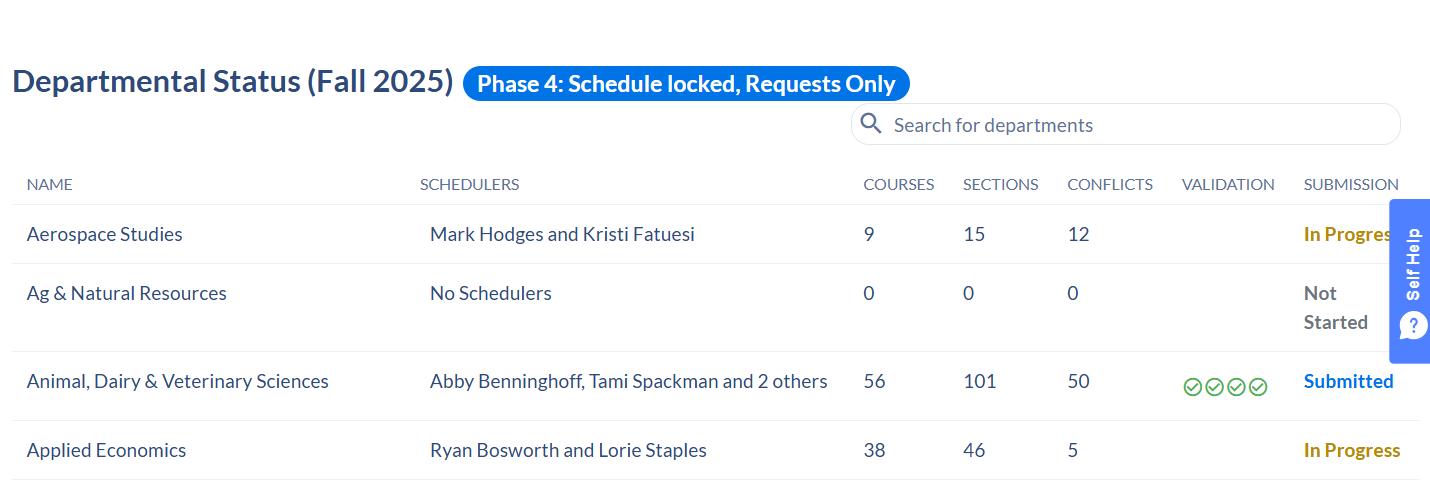 Departmental Status (Fall 2025) Phase 4: Schedule locked, Requests Only
Search for departments
NAME SCHEDULERS COURSES SECTIONS CONFLICTS VALIDATION SUBMISSION
Aerospace Studies Mark Hodges and Kristi Fatuesi 9 15 12 In Progres
Self Help
Ag & Natural Resources No Schedulers 0 0 0 Not
Started
Animal, Dairy & Veterinary Sciences Abby Benninghoff, Tami Spackman and 2 others 56 101 50 Submitted
Applied Economics Ryan Bosworth and Lorie Staples 38 46 5 In Progress